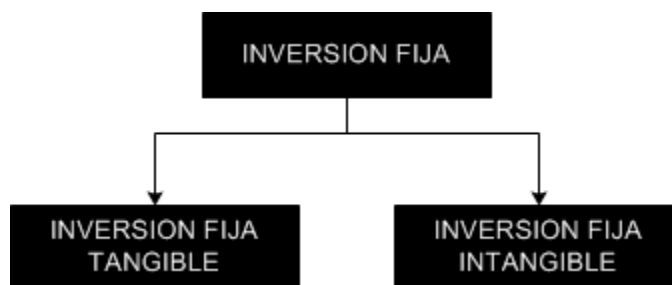 INVERSION FIJA
INVERSION FIJA
TANGIBLE
INVERSION FIJA
INTANGIBLE